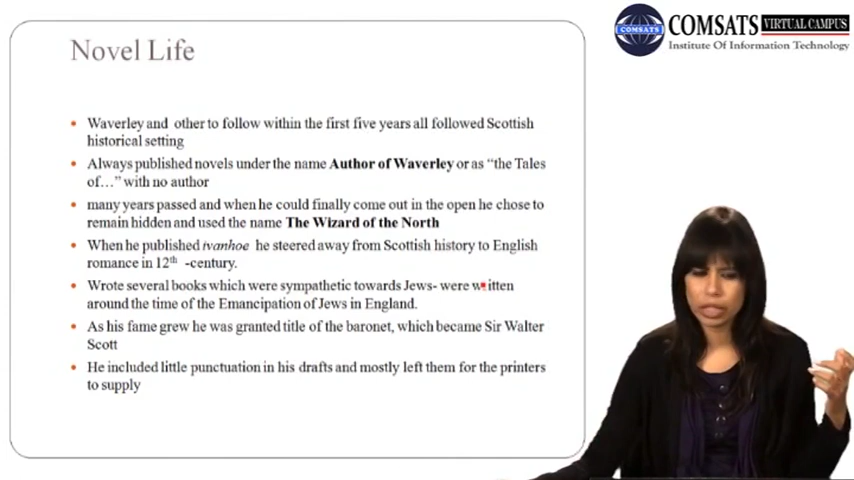 COMSATS VIRTUAL CAMPUS
COMSATS
Institute Of Information Technology
Novel Life
Waverley and other to follow within the first five years all followed Scottish
historical setting
Always published novels under the name Author of Waverley or as “the Tales
of…” with no author
many years passed and when he could finally come out in the open he chose to
remain hidden and used the name The Wizard of the North
When he published ivanhoe he steered away from Scottish history to English
romance in 12th -century.
Wrote several books which were sympathetic towards Jews- were written
around the time of the Emancipation of Jews in England.
As his fame grew he was granted title of the baronet, which became Sir Walter
Scott
He included little punctuation in his drafts and mostly left them for the printers
to supply